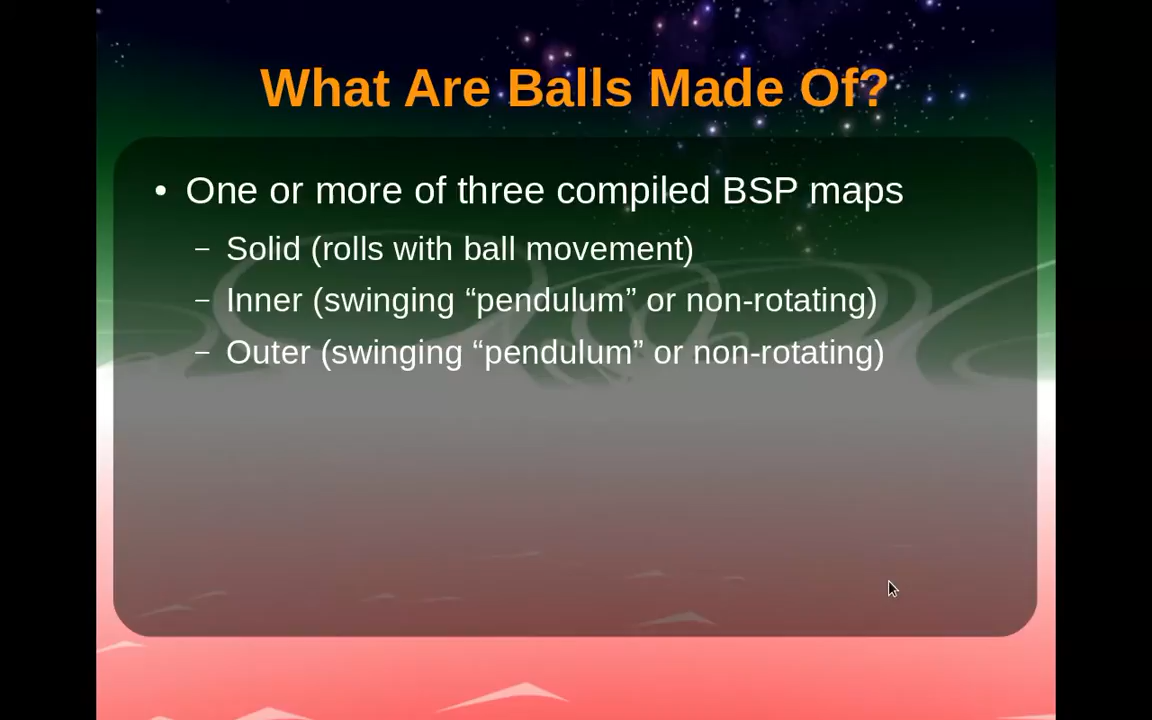 What Are Balls Made Of?
• One or more of three compiled BSP maps
– Solid (rolls with ball movement)
– Inner (swinging “pendulum” or non-rotating)
– Outer (swinging “pendulum” or non-rotating)